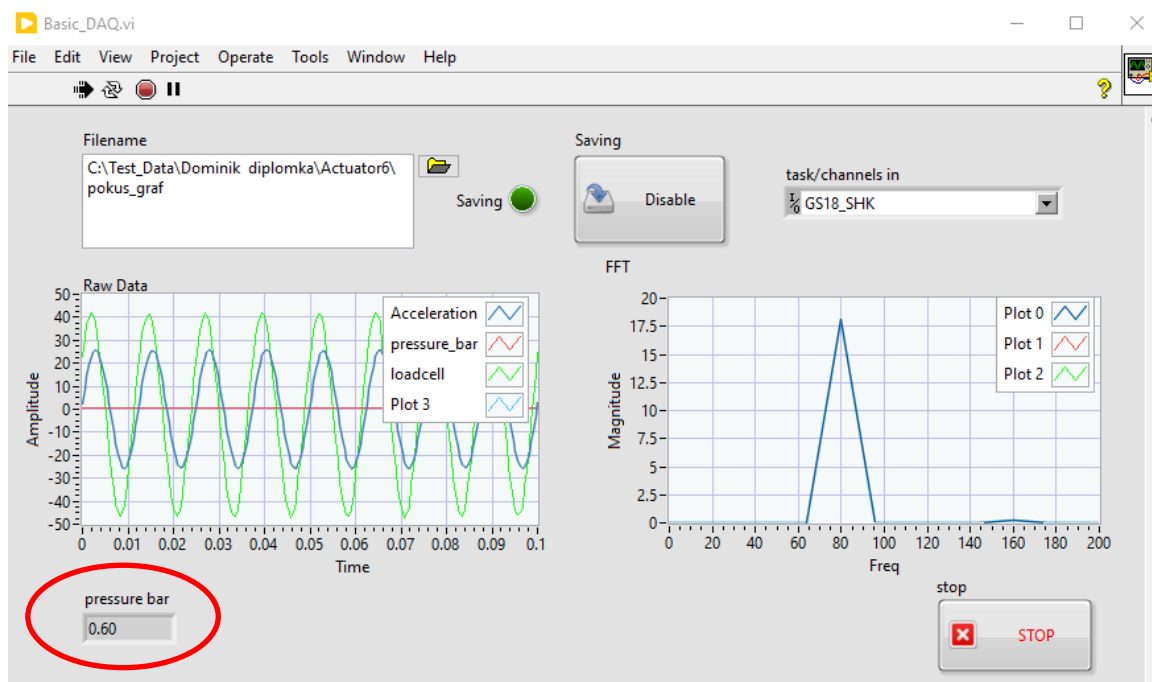 Basic_DAQ.vi
File Edit View Project Operate Tools Window Help
Filename
C:\Test_Data\Dominik diplomka\Actuator6\
pokus_graf
Saving
Saving
Disable
task/channels in
GS18_SHK
Raw Data
Amplitude
50
40
30
20
10
0
-10
-20
-30
-40
-50
0 0.01 0.02 0.03 0.04 0.05 0.06 0.07 0.08 0.09 0.1
Time
Acceleration
pressure_bar
loadcell
Plot 3
FFT
Magnitude
20
17.5
15
12.5
10
7.5
5
2.5
0
0 20 40 60 80 100 120 140 160 180 200
Freq
Plot 0
Plot 1
Plot 2
pressure bar
0.60
stop
STOP